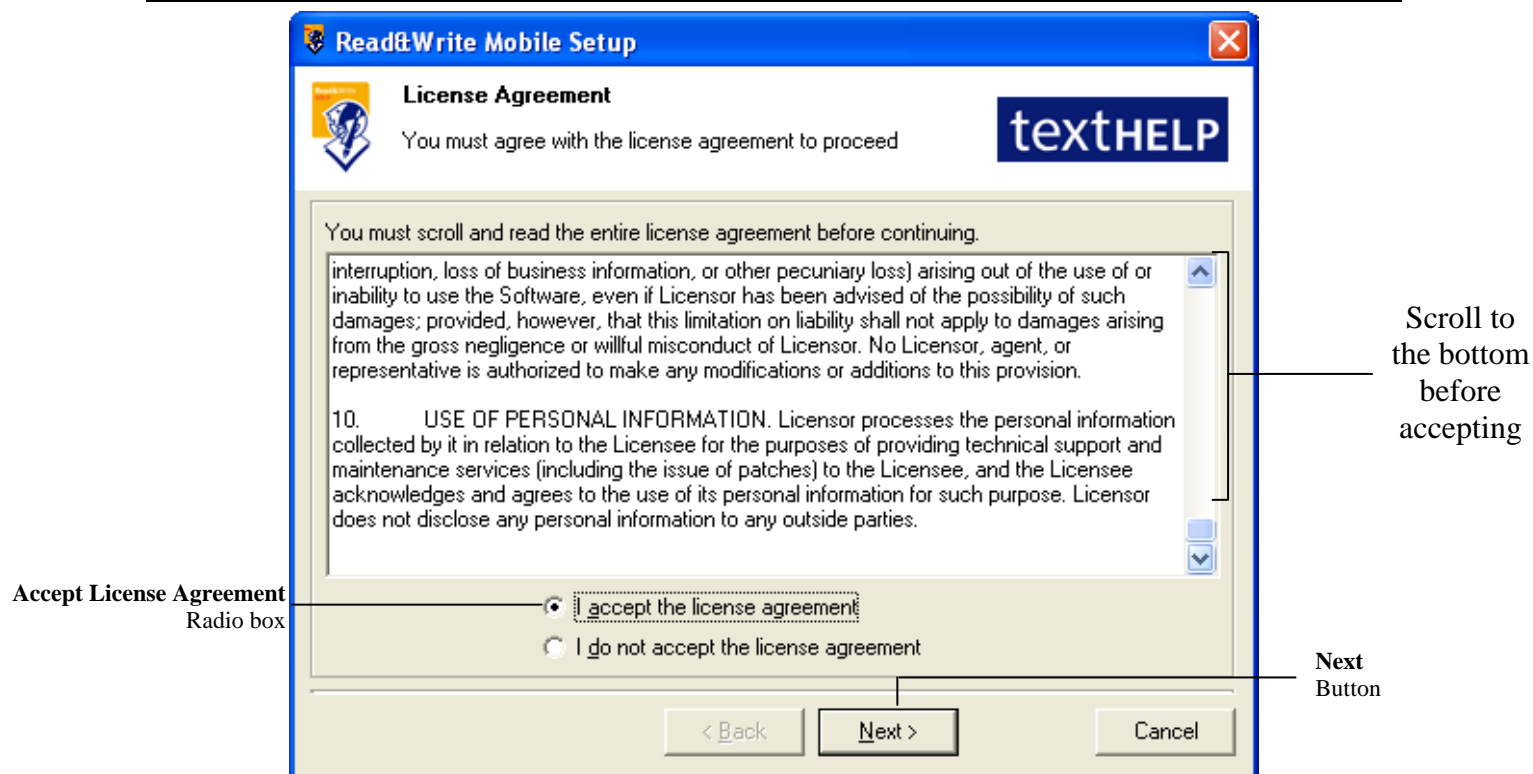 Read&Write Mobile Setup
License Agreement
You must agree with the license agreement to proceed
textHELP
You must scroll and read the entire license agreement before continuing.
interruption, loss of business information, or other pecuniary loss) arising out of the use of or
inability to use the Software, even if Licensor has been advised of the possibility of such
damages; provided, however, that this limitation on liability shall not apply to damages arising
from the gross negligence or willful misconduct of Licensor. No Licensor, agent, or
representative is authorized to make any modifications or additions to this provision.
10. USE OF PERSONAL INFORMATION. Licensor processes the personal information
collected by it in relation to the Licensee for the purposes of providing technical support and
maintenance services (including the issue of patches) to the Licensee, and the Licensee
acknowledges and agrees to the use of its personal information for such purpose. Licensor
does not disclose any personal information to any outside parties.
Scroll to
the bottom
before
accepting
Accept License Agreement
Radio box
I accept the license agreement
I do not accept the license agreement
Next
Button
< Back
Next >
Cancel